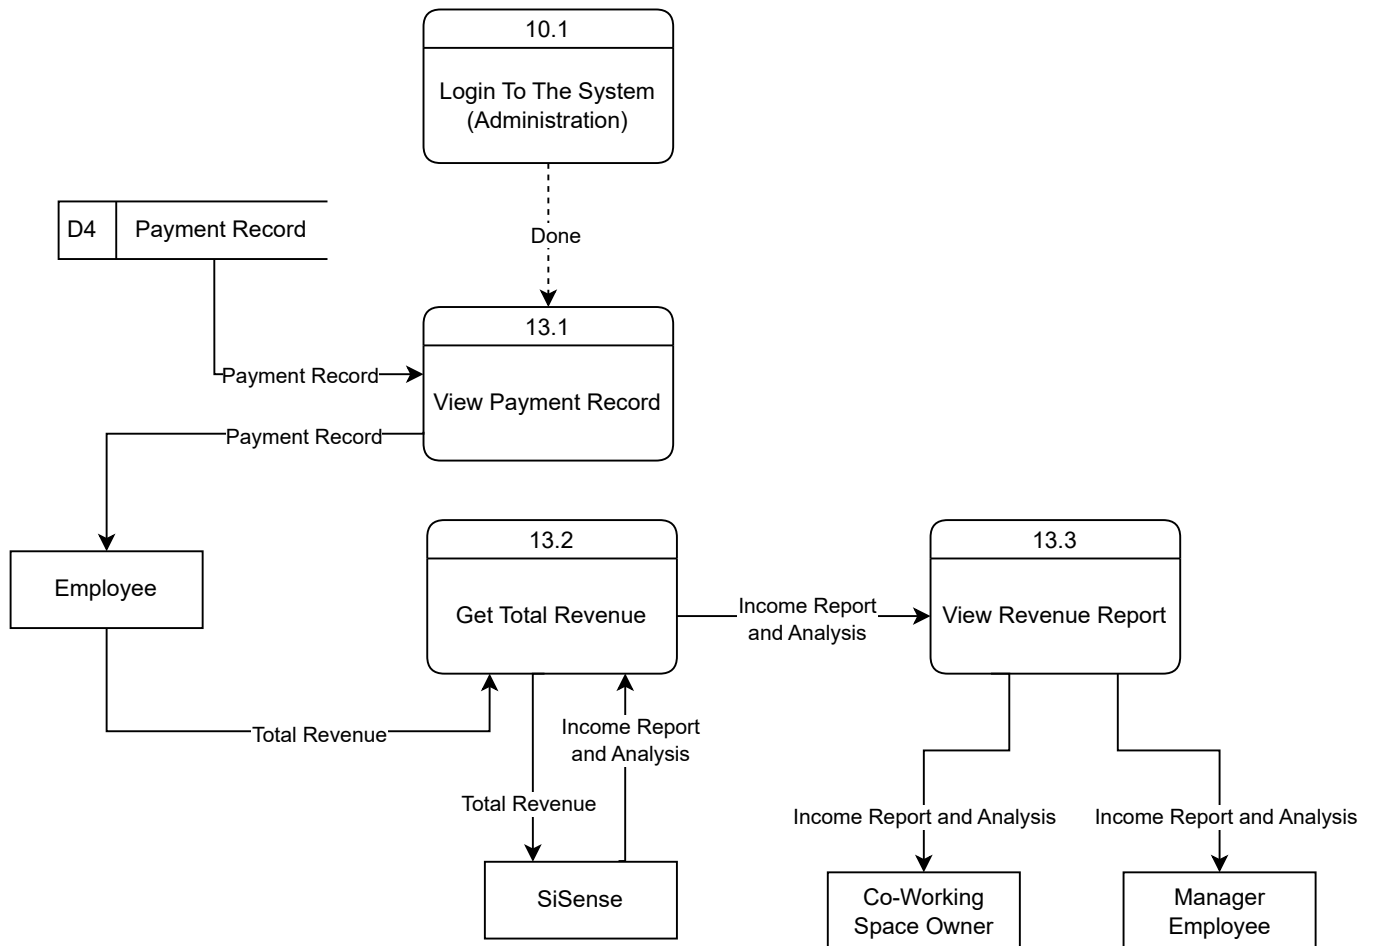 10.1
Login To The System
(Administration)
D4
Payment Record
Done
13.1
Payment Record
View Payment Record
Payment Record
13.2
13.3
Employee
Get Total Revenue
Income Report
and Analysis
View Revenue Report
Total Revenue
Income Report
and Analysis
Total Revenue
Income Report and Analysis
Income Report and Analysis
SiSense
Co-Working
Space Owner
Manager
Employee